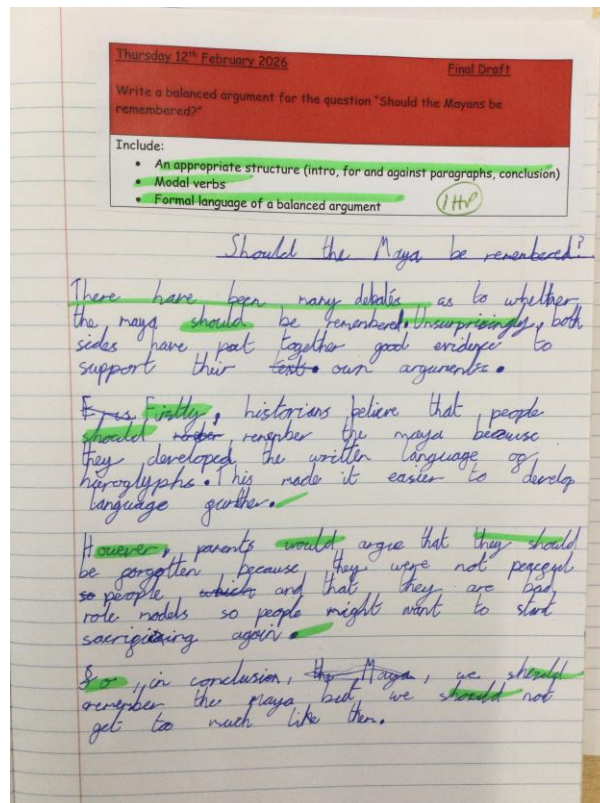 Thursday 12th February 2026
Final Draft
Write a balanced argument for the question "Should the Mayans be
remembered?"
Include:
• An appropriate structure (intro, for and against paragraphs, conclusion)
• Modal verbs
• Formal language of a balanced argument
Should the Maya be remembered?
There have been many debates as to whether
the maya should be remembered. Unsurprisingly, both
sides have put together good evidence to
support their text. own arguments.
Firstly, historians believe that people
should remember the maya because
they developed the written language of
hieroglyphs. This made it easier to develop
language further.
However, parents would argue that they should
be forgotten because they were not peaceful
so people which and that they are bad
role models so people might want to start
sacrificing again.
So, in conclusion, the Maya, we should
remember the maya but we should not
get too much like them.